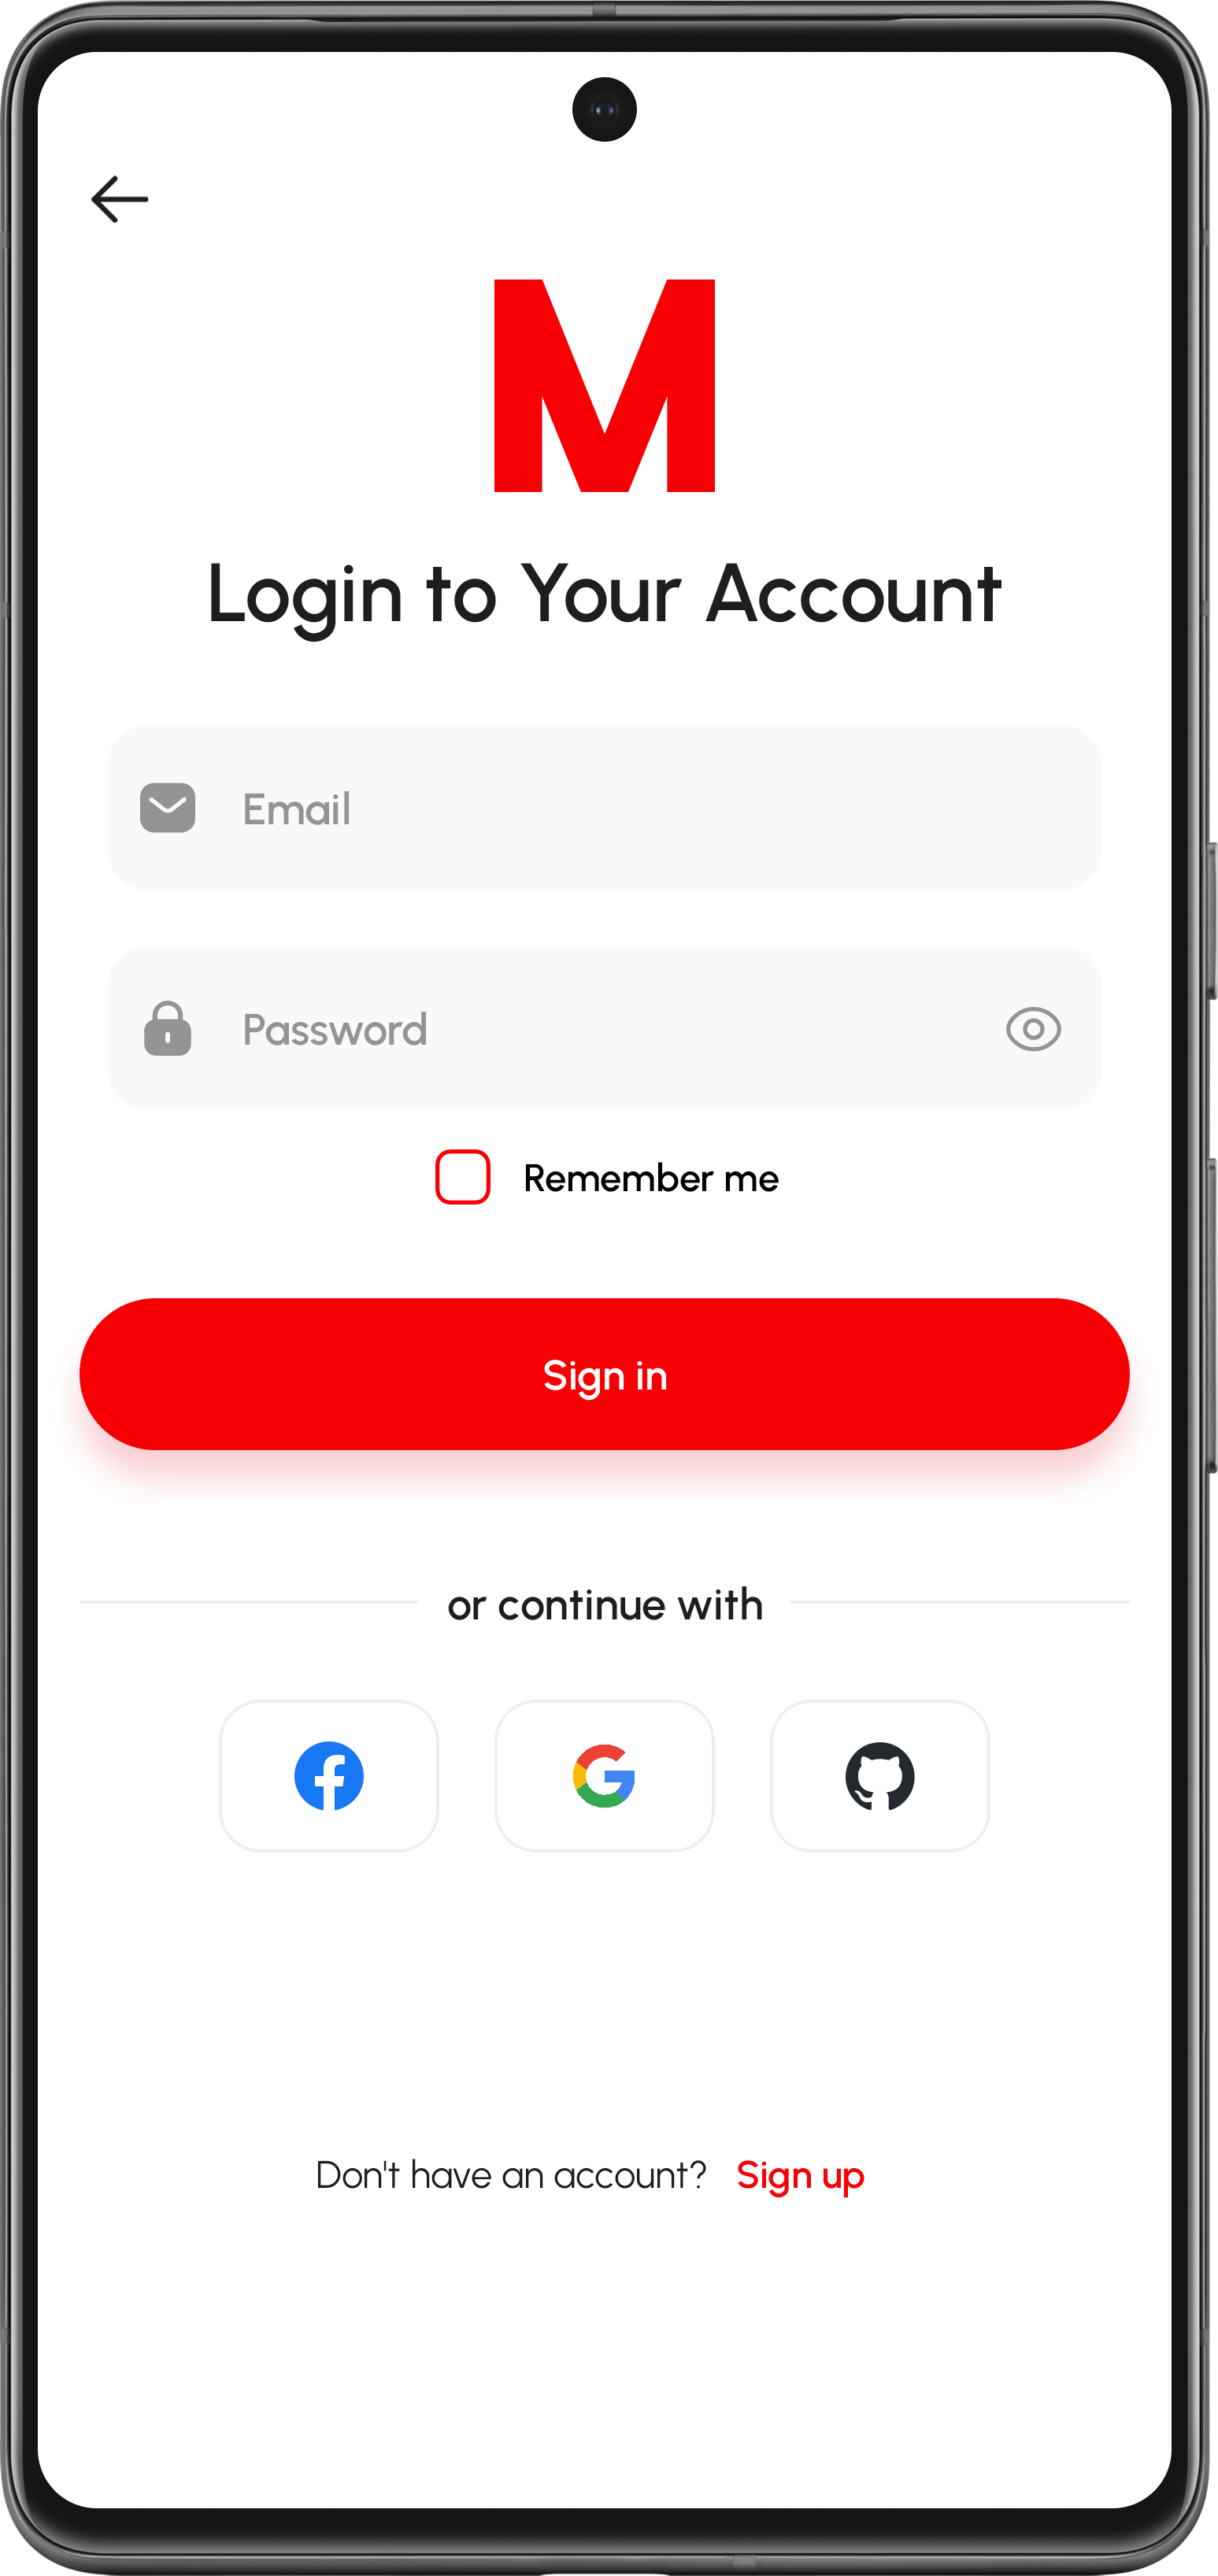 M
Login to Your Account
Email
Password
Remember me
Sign in
or continue with
Don't have an account? Sign up